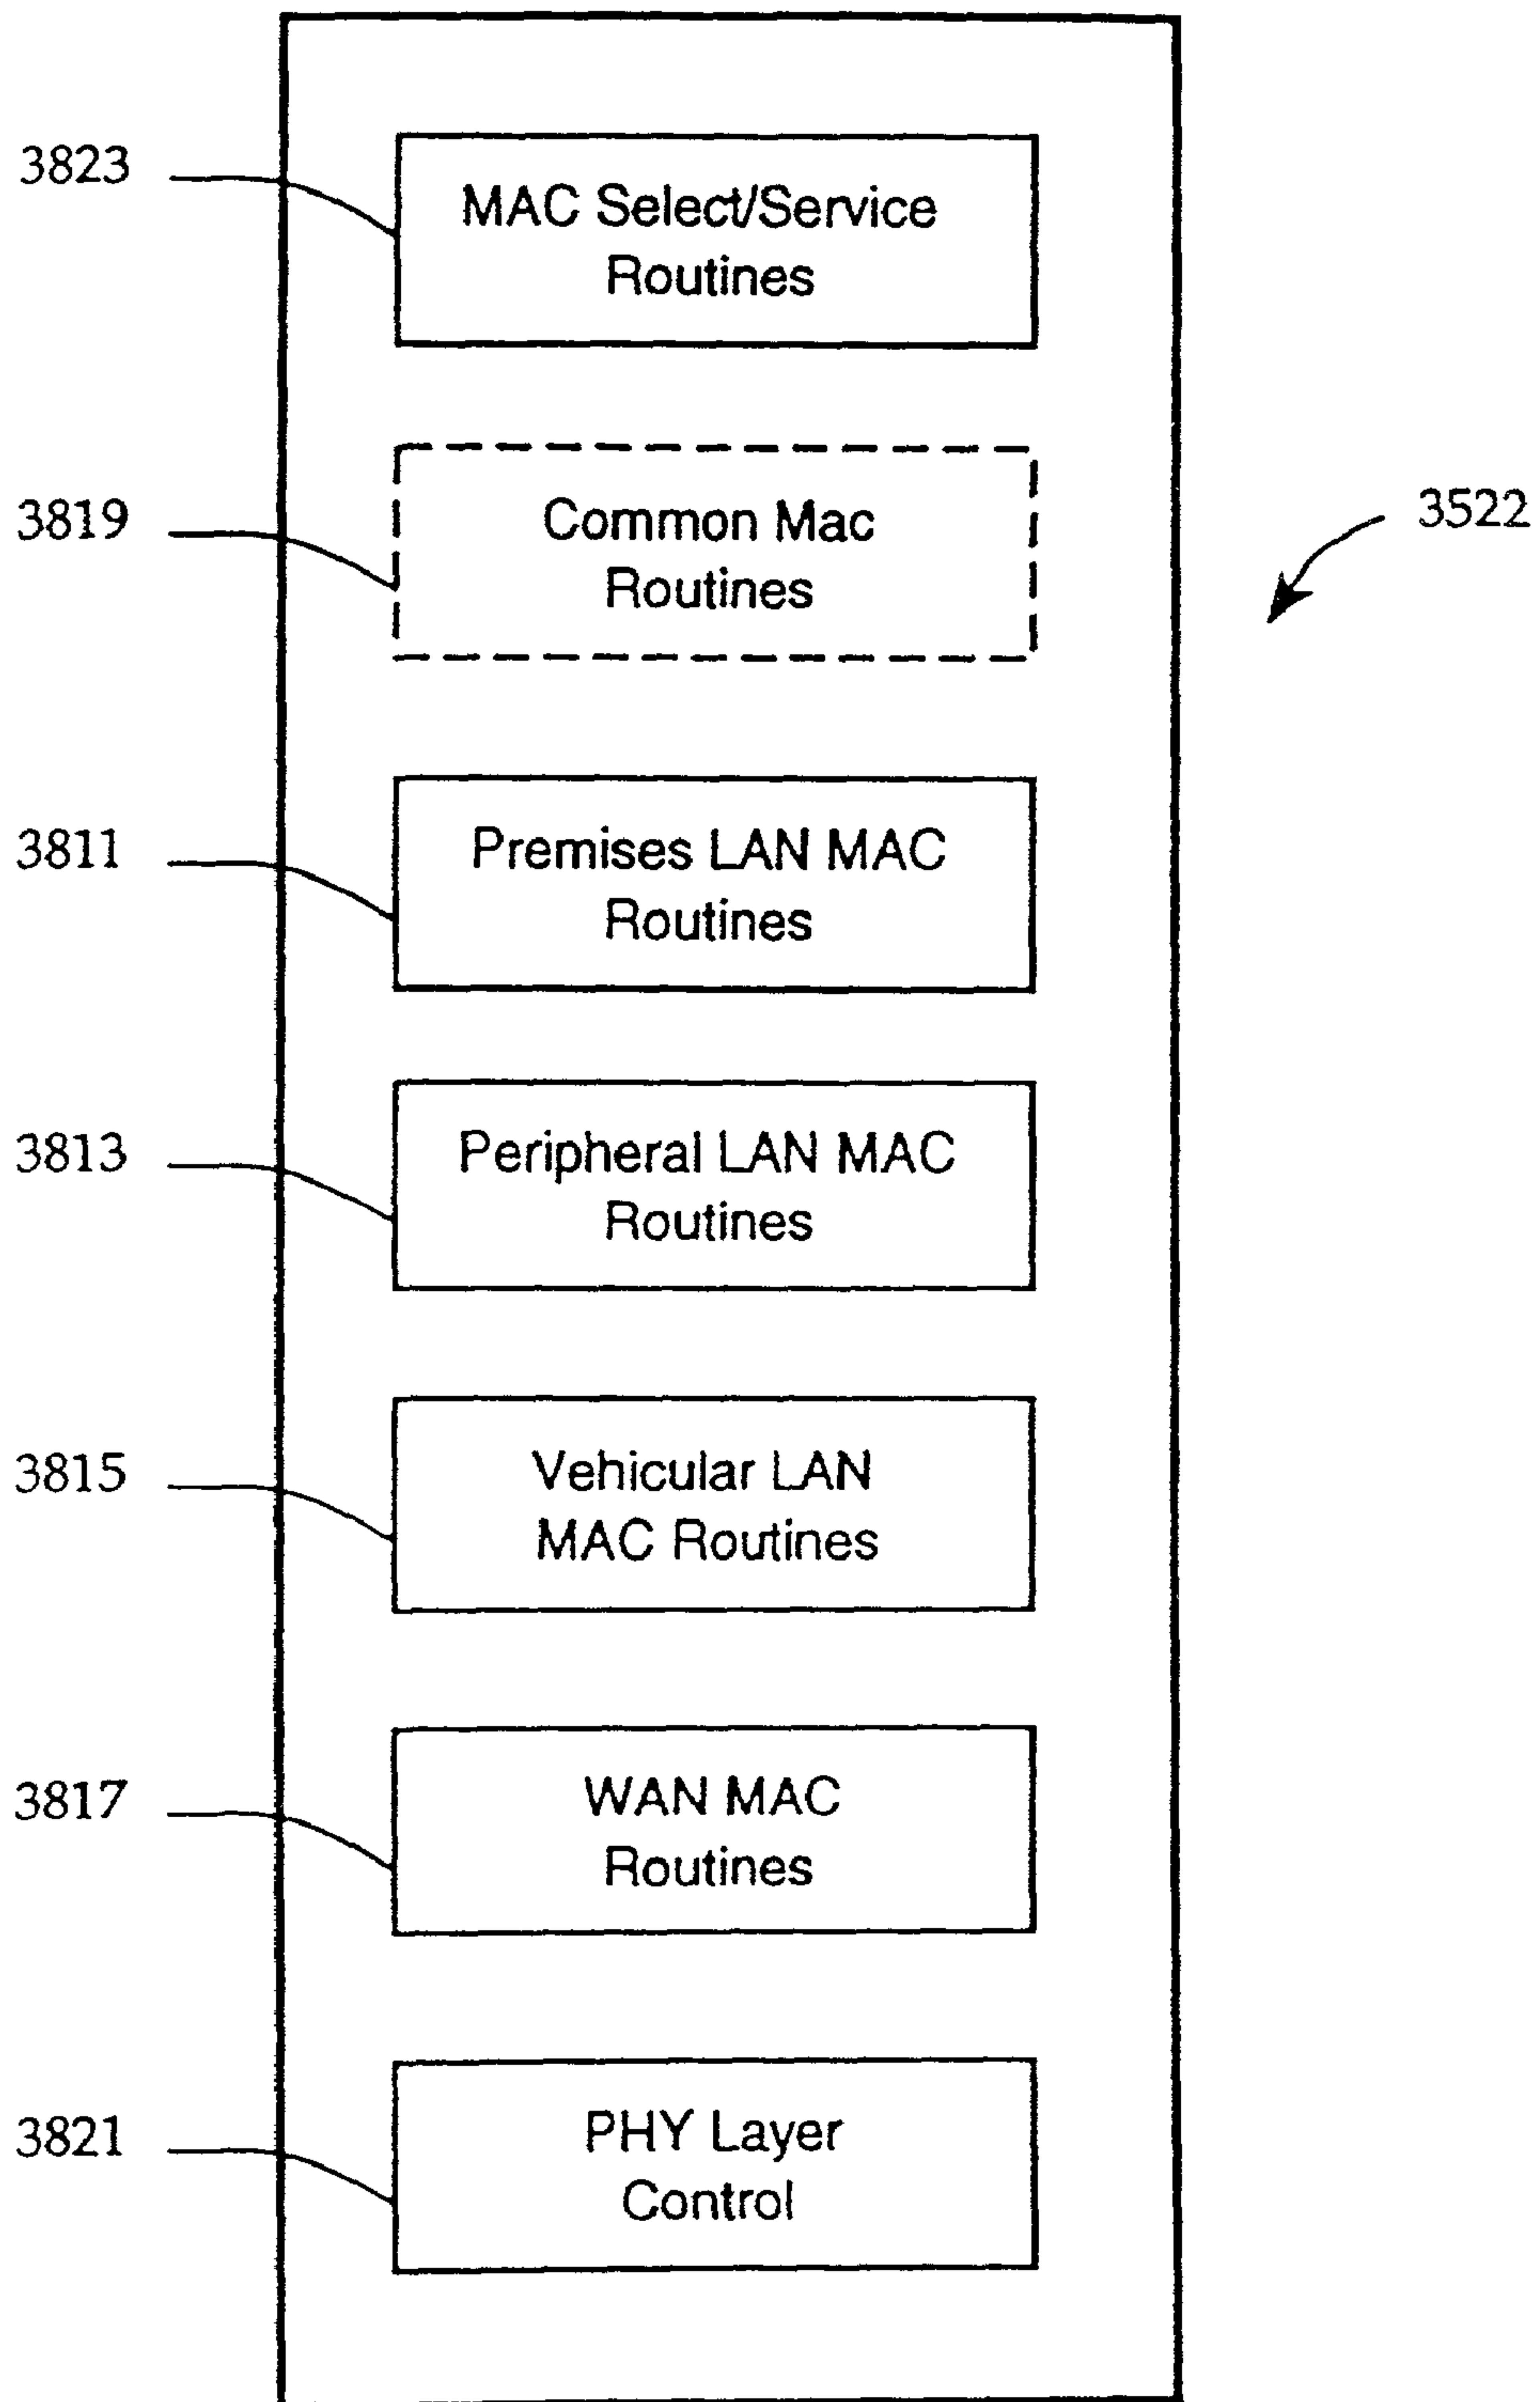 3823
MAC Select/Service
Routines
3819
Common Mac
Routines
3522
3811
Premises LAN MAC
Routines
3813
Peripheral LAN MAC
Routines
3815
Vehicular LAN
MAC Routines
3817
WAN MAC
Routines
3821
PHY Layer
Control